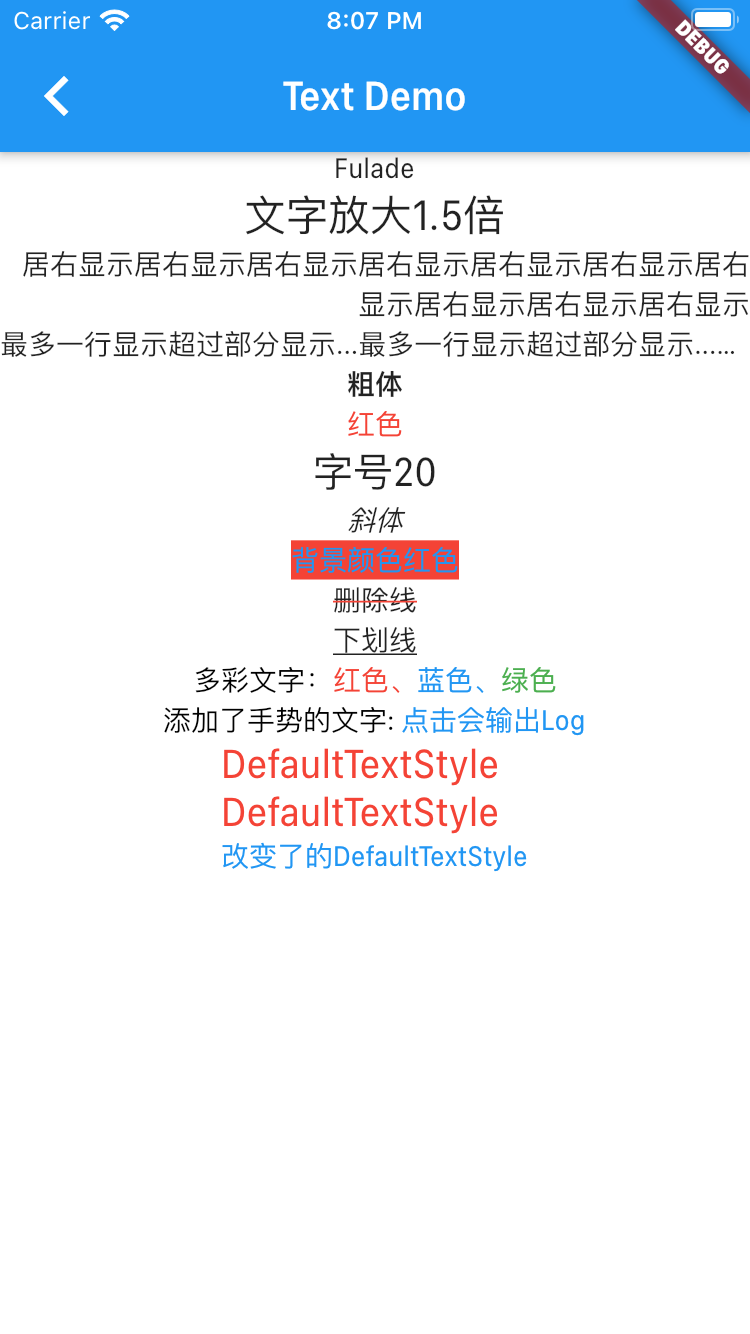 Carrier 8:07 PM
DEBUG
Text Demo
Fulade
文字放大1.5倍
居右显示居右显示居右显示居右显示居右显示居右显示居右
显示居右显示居右显示居右显示
最多一行显示超过部分显示...最多一行显示超过部分显示......
粗体
红色
字号20
斜体
背景颜色红色
删除线
下划线
多彩文字：红色、蓝色、绿色
添加了手势的文字: 点击会输出Log
DefaultTextStyle
DefaultTextStyle
改变了的DefaultTextStyle